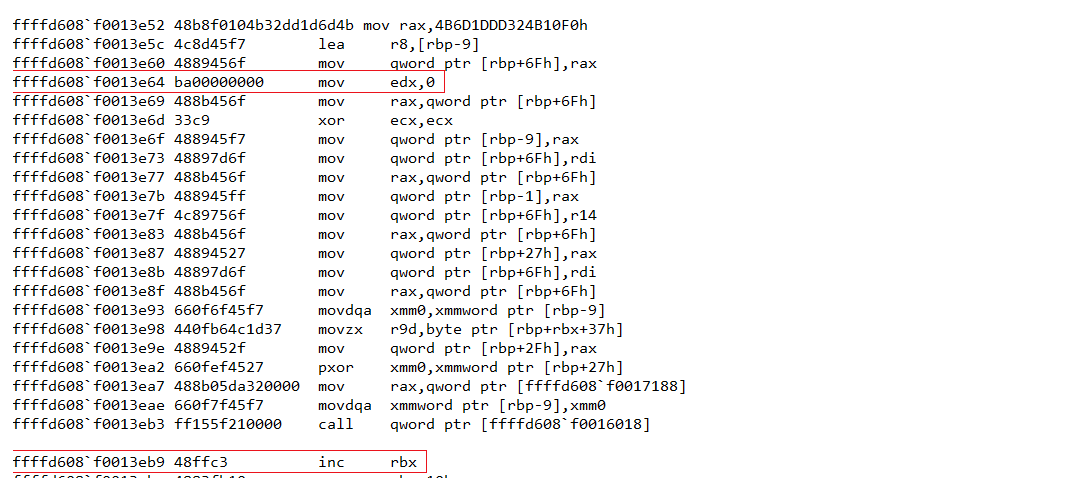 ffffd608`f0013e52 48b8f0104b32dd1d6d4b mov rax,4B6D1DDD324B10F0h
ffffd608`f0013e5c 4c8d45f7 lea r8,[rbp-9]
ffffd608`f0013e60 4889456f mov qword ptr [rbp+6Fh],rax
ffffd608`f0013e64 ba00000000 mov edx,0
ffffd608`f0013e69 488b456f mov rax,qword ptr [rbp+6Fh]
ffffd608`f0013e6d 33c9 xor ecx,ecx
ffffd608`f0013e6f 488945f7 mov qword ptr [rbp-9],rax
ffffd608`f0013e73 48897d6f mov qword ptr [rbp+6Fh],rdi
ffffd608`f0013e77 488b456f mov rax,qword ptr [rbp+6Fh]
ffffd608`f0013e7b 488945ff mov qword ptr [rbp-1],rax
ffffd608`f0013e7f 4c89756f mov qword ptr [rbp+6Fh],r14
ffffd608`f0013e83 488b456f mov rax,qword ptr [rbp+6Fh]
ffffd608`f0013e87 48894527 mov qword ptr [rbp+27h],rax
ffffd608`f0013e8b 48897d6f mov qword ptr [rbp+6Fh],rdi
ffffd608`f0013e8f 488b456f mov rax,qword ptr [rbp+6Fh]
ffffd608`f0013e93 660f6f45f7 movdqa xmm0,xmmword ptr [rbp-9]
ffffd608`f0013e98 440fb64c1d37 movzx r9d,byte ptr [rbp+rbx+37h]
ffffd608`f0013e9e 4889452f mov qword ptr [rbp+2Fh],rax
ffffd608`f0013ea2 660fef4527 pxor xmm0,xmmword ptr [rbp+27h]
ffffd608`f0013ea7 488b05da320000 mov rax,qword ptr [ffffd608`f0017188]
ffffd608`f0013eae 660f7f45f7 movdqa xmmword ptr [rbp-9],xmm0
ffffd608`f0013eb3 ff155f210000 call qword ptr [ffffd608`f0016018]
ffffd608`f0013eb9 48ffc3 inc rbx